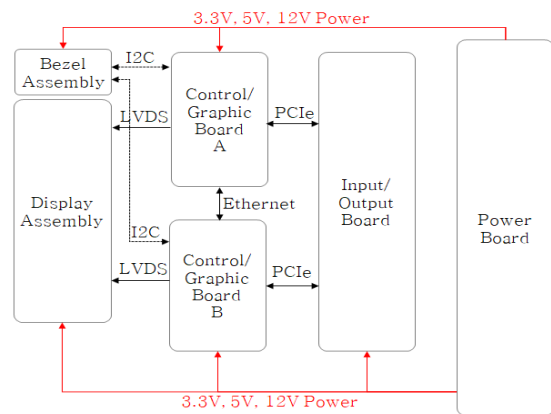 3.3V, 5V, 12V Power
Bezel
Assembly
I2C
Control/
Graphic
Board
A
LVDS
PCIe
Display
Assembly
Input/
Output
Board
Power
Board
Ethernet
I2C
Control/
Graphic
Board
B
LVDS
PCIe
3.3V, 5V, 12V Power